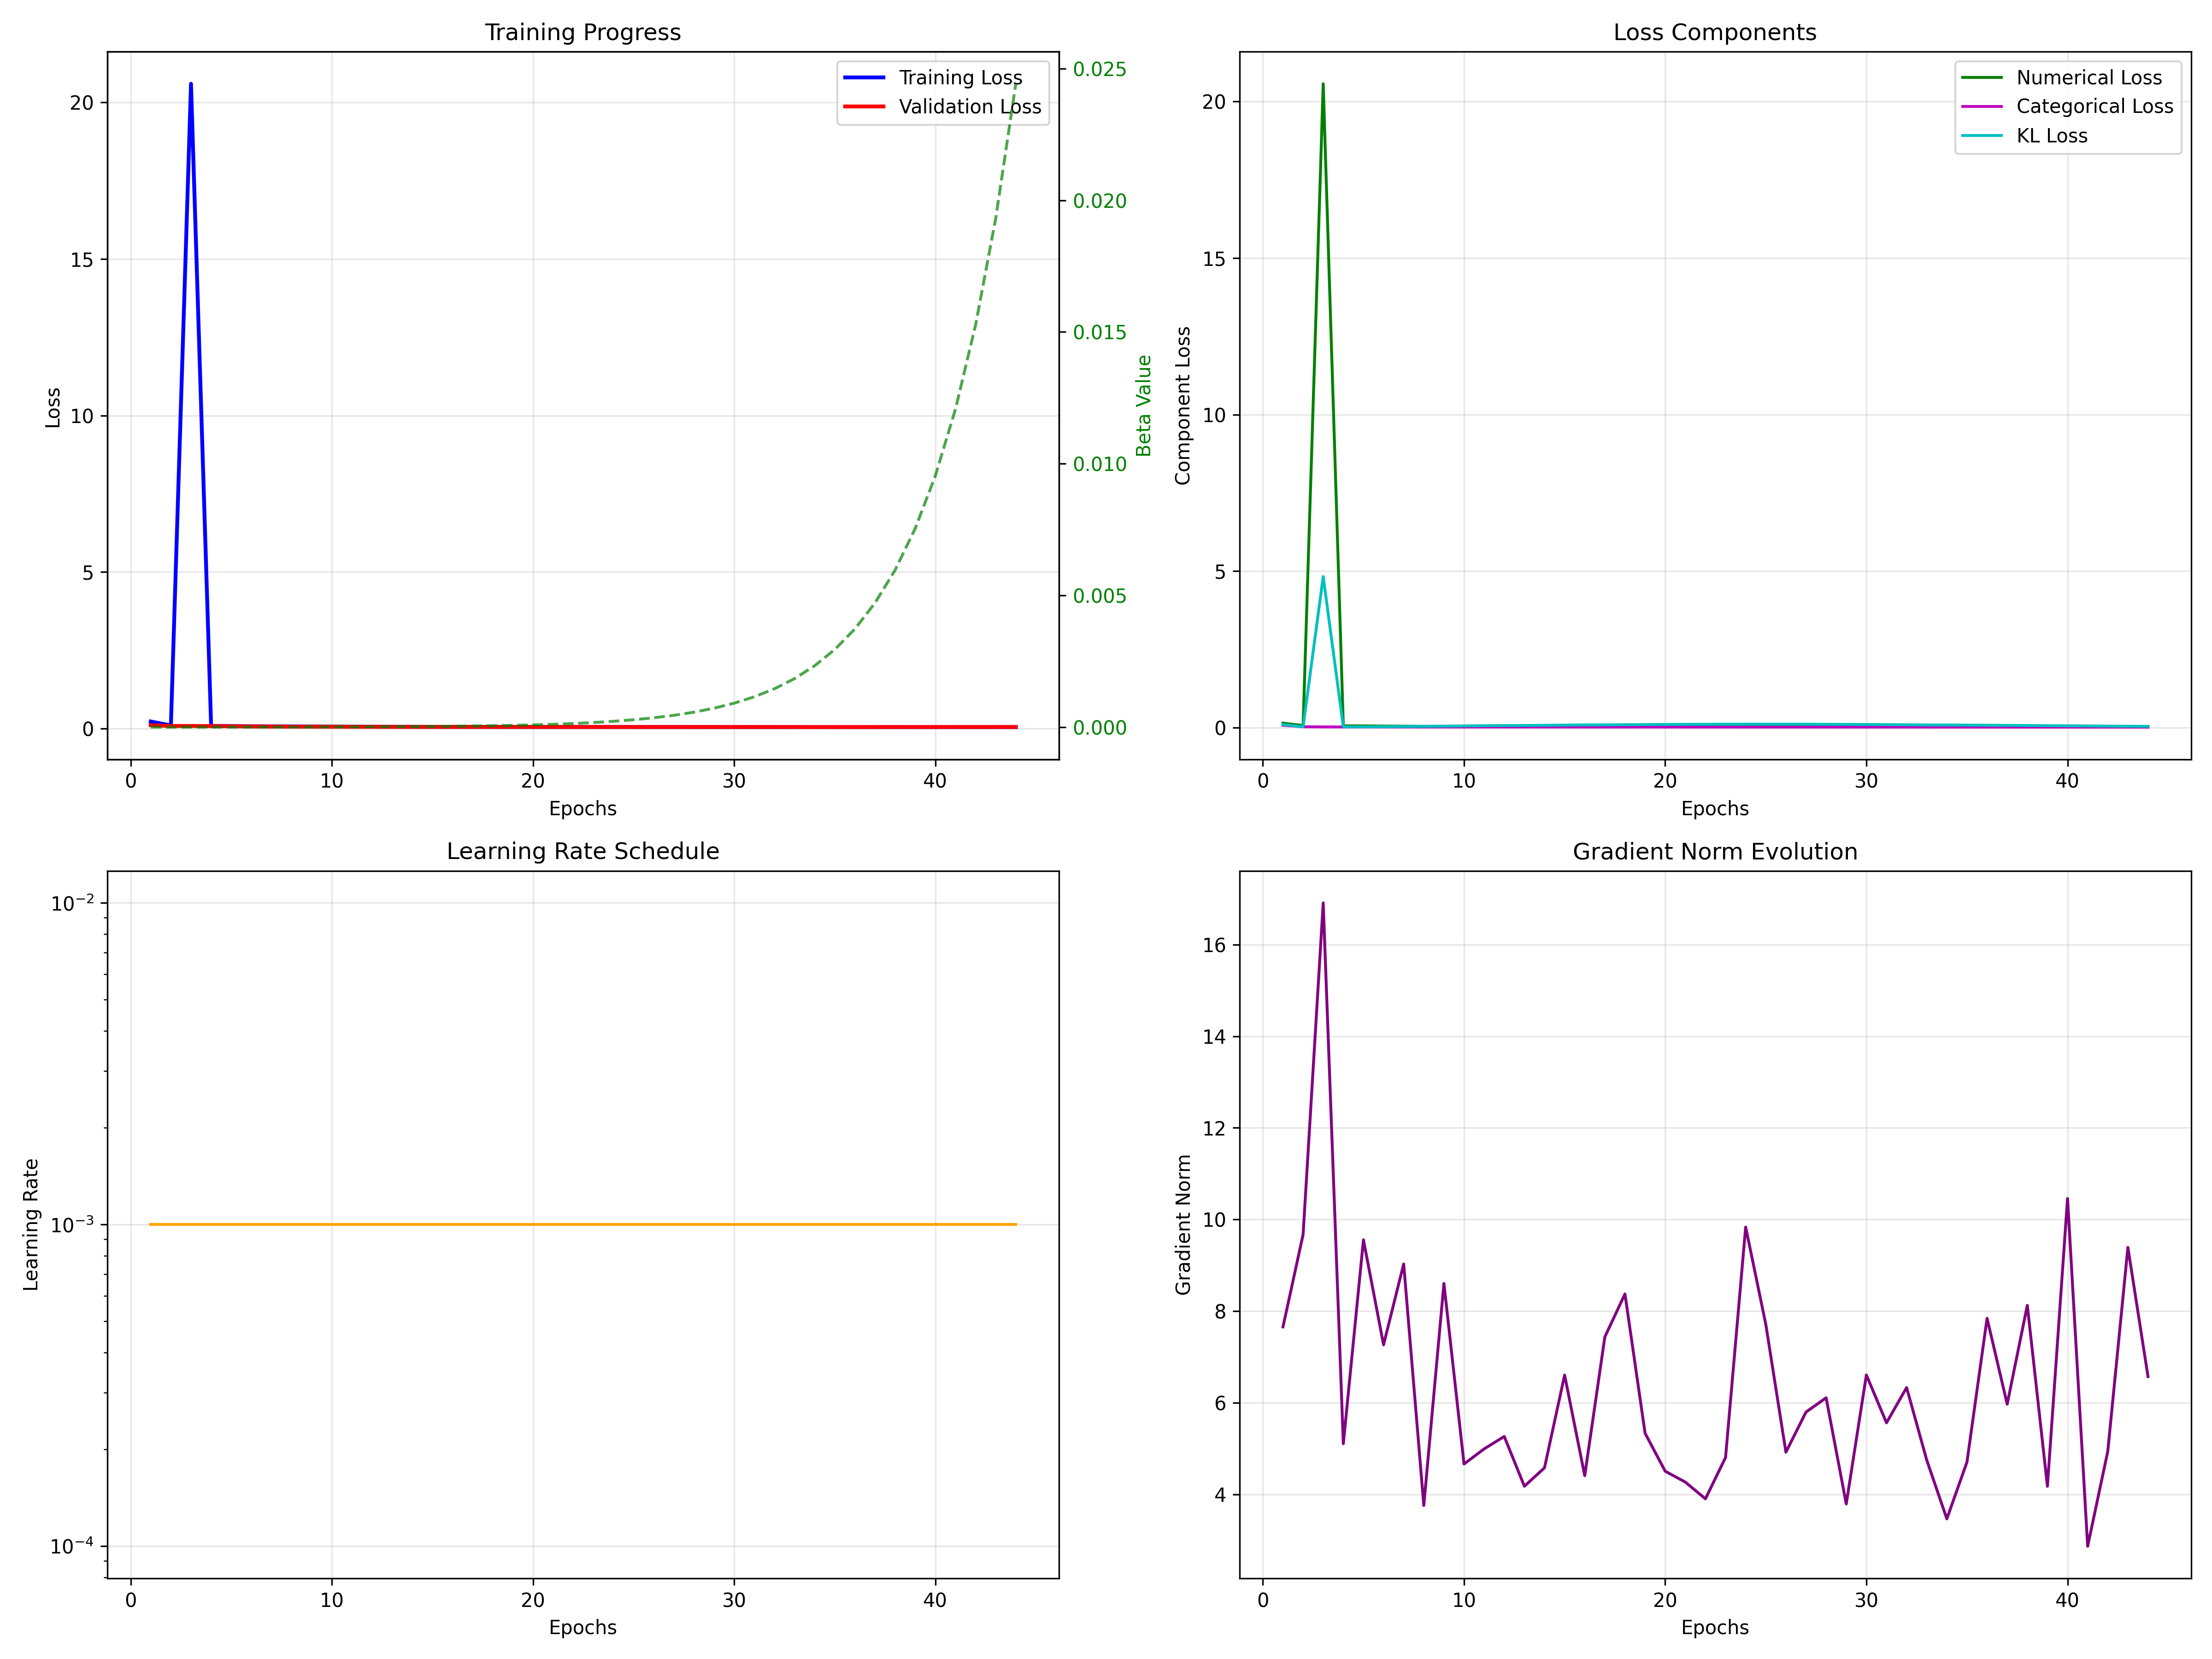 Training Progress
Training Loss
Validation Loss
20
15
10
5
0
Loss
0.025
0.020
0.015
0.010
0.005
0.000
Beta Value
0 10 20 30 40
Epochs
Loss Components
Numerical Loss
Categorical Loss
KL Loss
20
15
10
5
0
Component Loss
0 10 20 30 40
Epochs
Learning Rate Schedule
10⁻²
10⁻³
10⁻⁴
Learning Rate
0 10 20 30 40
Epochs
Gradient Norm Evolution
16
14
12
10
8
6
4
Gradient Norm
0 10 20 30 40
Epochs